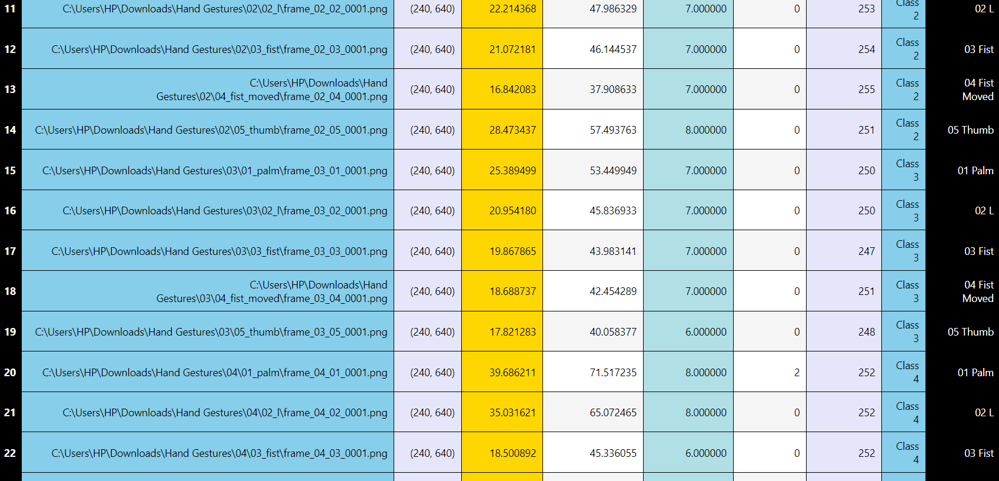 11 C:\Users\HP\Downloads\Hand Gestures\02\02_l\frame_02_02_0001.png (240, 640) 22.214368 47.986329 7.000000 0 253 Class 2 02 L
12 C:\Users\HP\Downloads\Hand Gestures\02\03_fist\frame_02_03_0001.png (240, 640) 21.072181 46.144537 7.000000 0 254 Class 2 03 Fist
13 C:\Users\HP\Downloads\Hand Gestures\02\04_fist_moved\frame_02_04_0001.png (240, 640) 16.842083 37.908633 7.000000 0 255 Class 2 04 Fist Moved
14 C:\Users\HP\Downloads\Hand Gestures\02\05_thumb\frame_02_05_0001.png (240, 640) 28.473437 57.493763 8.000000 0 251 Class 2 05 Thumb
15 C:\Users\HP\Downloads\Hand Gestures\03\01_palm\frame_03_01_0001.png (240, 640) 25.389499 53.449949 7.000000 0 250 Class 3 01 Palm
16 C:\Users\HP\Downloads\Hand Gestures\03\02_l\frame_03_02_0001.png (240, 640) 20.954180 45.836933 7.000000 0 250 Class 3 02 L
17 C:\Users\HP\Downloads\Hand Gestures\03\03_fist\frame_03_03_0001.png (240, 640) 19.867865 43.983141 7.000000 0 247 Class 3 03 Fist
18 C:\Users\HP\Downloads\Hand Gestures\03\04_fist_moved\frame_03_04_0001.png (240, 640) 18.688737 42.454289 7.000000 0 251 Class 3 04 Fist Moved
19 C:\Users\HP\Downloads\Hand Gestures\03\05_thumb\frame_03_05_0001.png (240, 640) 17.821283 40.058377 6.000000 0 248 Class 3 05 Thumb
20 C:\Users\HP\Downloads\Hand Gestures\04\01_palm\frame_04_01_0001.png (240, 640) 39.686211 71.517235 8.000000 2 252 Class 4 01 Palm
21 C:\Users\HP\Downloads\Hand Gestures\04\02_l\frame_04_02_0001.png (240, 640) 35.031621 65.072465 8.000000 0 252 Class 4 02 L
22 C:\Users\HP\Downloads\Hand Gestures\04\03_fist\frame_04_03_0001.png (240, 640) 18.500892 45.336055 6.000000 0 252 Class 4 03 Fist